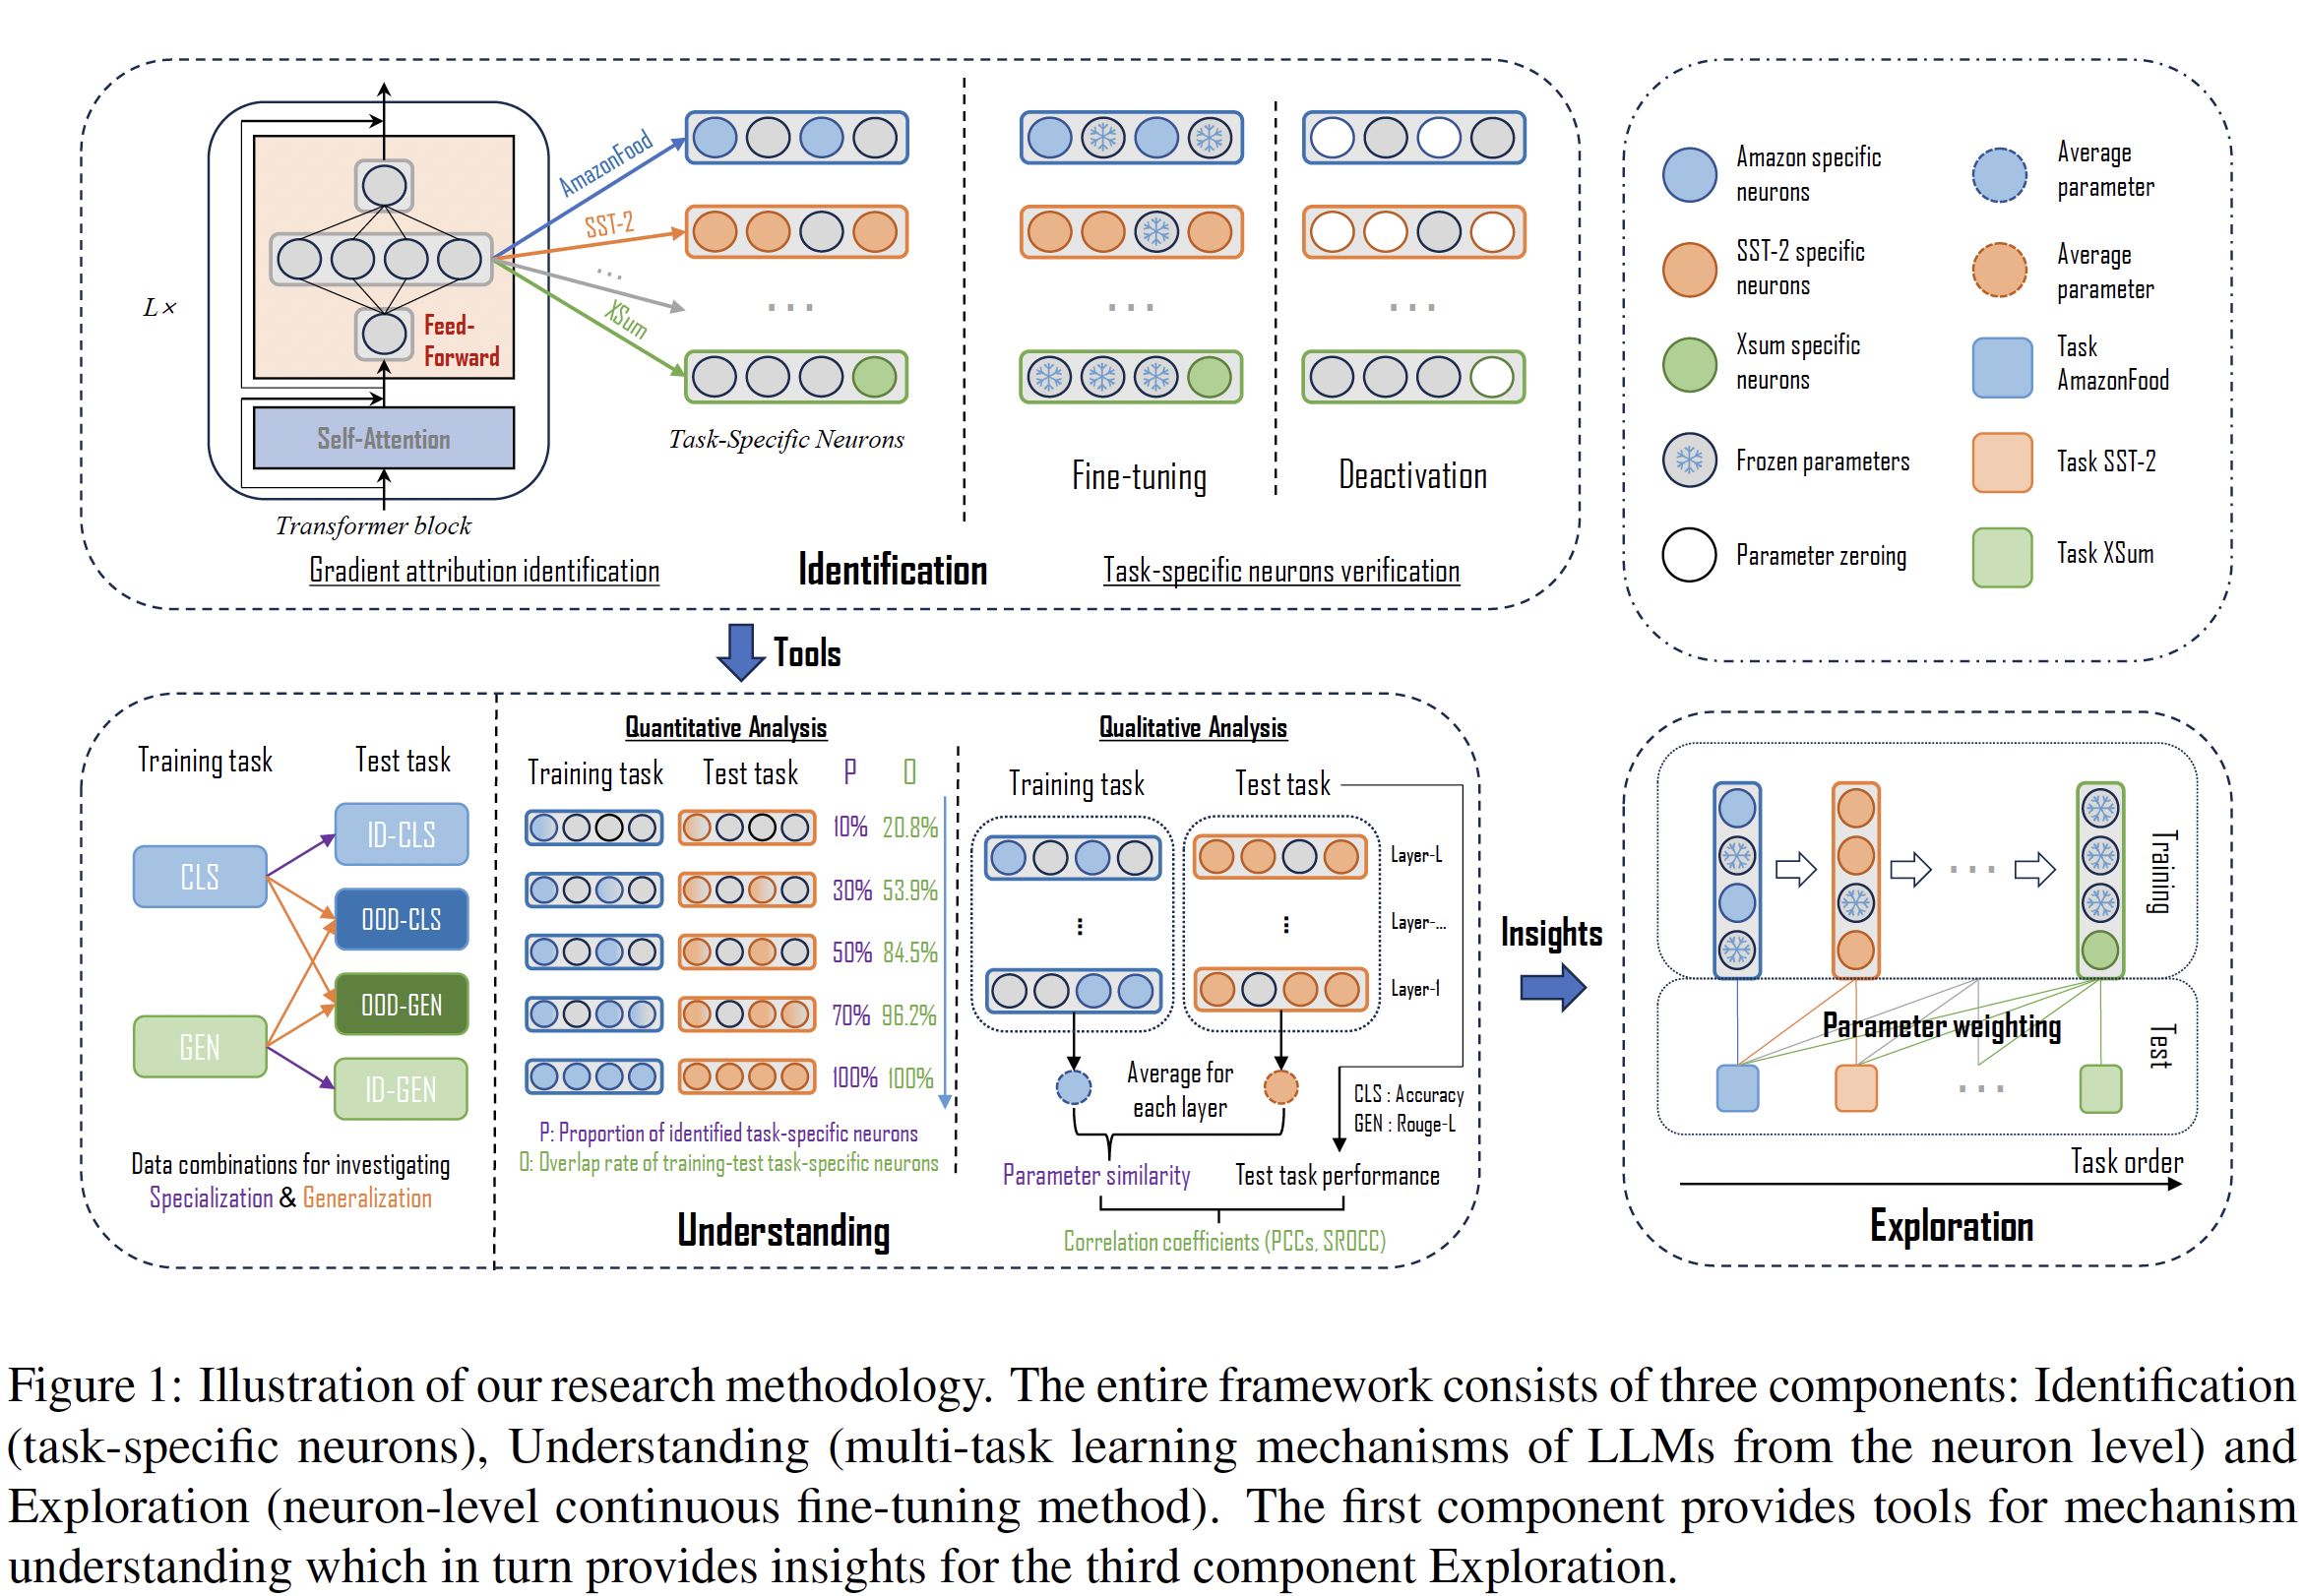 L×
Feed-
Forward
Self-Attention
Transformer block
AmazonFood
SST-2
...
XSum
...
Task-Specific Neurons
Gradient attribution identification
Identification
...
Fine-tuning
...
Deactivation
Task-specific neurons verification
Amazon specific
neurons
SST-2 specific
neurons
Xsum specific
neurons
Frozen parameters
Parameter zeroing
Average
parameter
Average
parameter
Task
AmazonFood
Task SST-2
Task XSum
Tools
Training task
Test task
CLS
GEN
ID-CLS
OOD-CLS
OOD-GEN
ID-GEN
Data combinations for investigating
Specialization & Generalization
Quantitative Analysis
Training task Test task P O
10% 20.8%
30% 53.9%
50% 84.5%
70% 96.2%
100% 100%
P: Proportion of identified task-specific neurons
O: Overlap rate of training-test task-specific neurons
Understanding
Qualitative Analysis
Training task
Test task
Layer-L
Layer-...
Layer-1
Average for
each layer
CLS : Accuracy
GEN : Rouge-L
Parameter similarity
Test task performance
Correlation coefficients (PCCs, SROCC)
Insights
...
Training
Parameter weighting
Test
...
Task order
Exploration
Figure 1: Illustration of our research methodology. The entire framework consists of three components: Identification
(task-specific neurons), Understanding (multi-task learning mechanisms of LLMs from the neuron level) and
Exploration (neuron-level continuous fine-tuning method). The first component provides tools for mechanism
understanding which in turn provides insights for the third component Exploration.